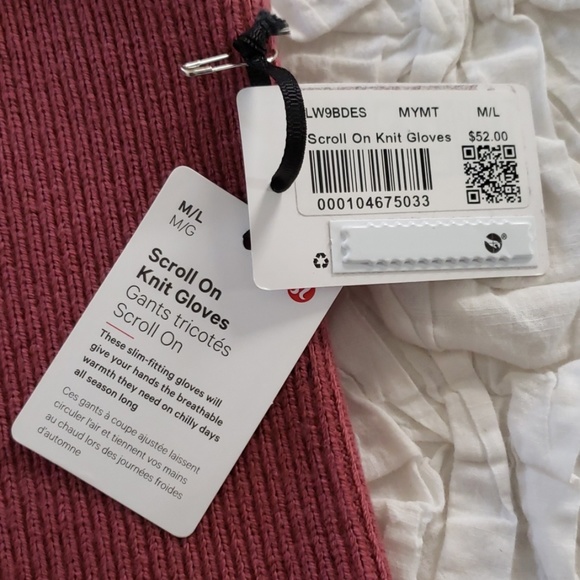 LW9BDES MYMT M/L
Scroll On Knit Gloves $52.00
000104675033
M/L
M/G
Scroll On
Knit Gloves
Gants tricotés
Scroll On
These slim-fitting gloves will
give your hands the breathable
warmth they need on chilly days
all season long
Ces gants à coupe ajustée laissent
circuler l'air et tiennent vos mains
au chaud lors des journées froides
d'automne